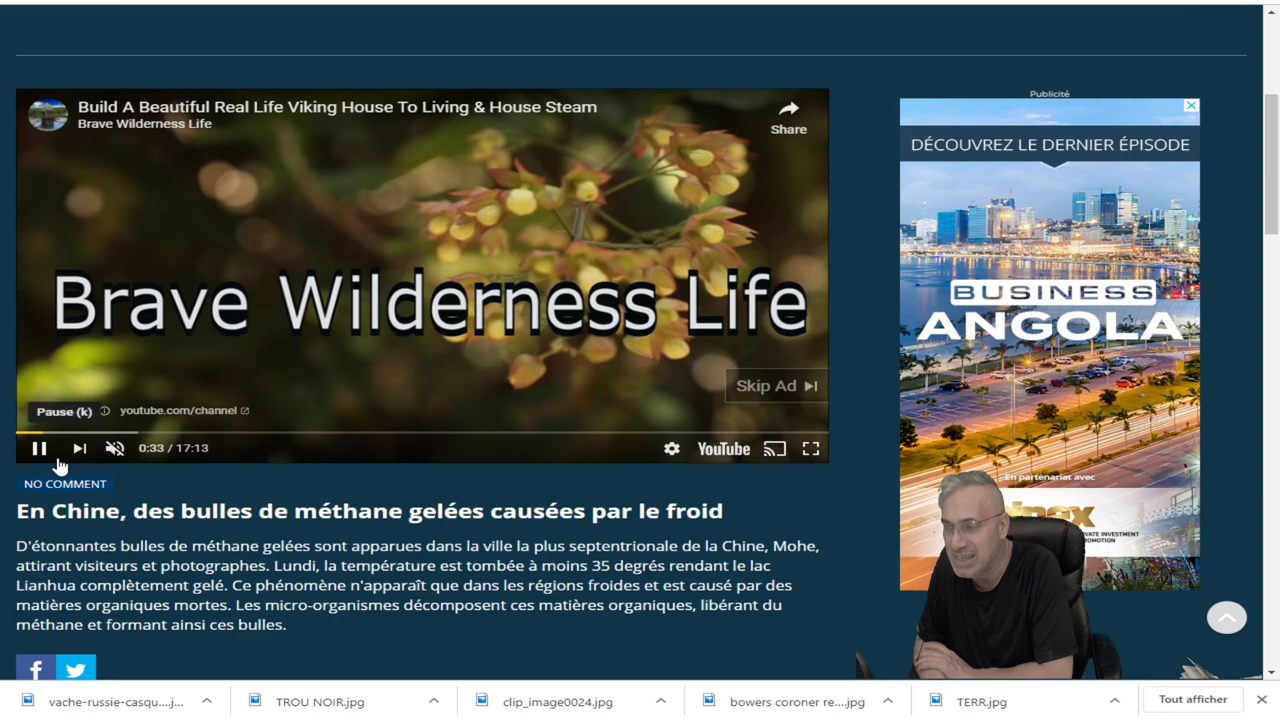 Build A Beautiful Real Life Viking House To Living & House Steam
Brave Wilderness Life
Share
Brave Wilderness Life
Skip Ad
Pause (k)
youtube.com/channel
0:33 / 17:13
YouTube
NO COMMENT
En Chine, des bulles de méthane gelées causées par le froid
D'étonnantes bulles de méthane gelées sont apparues dans la ville la plus septentrionale de la Chine, Mohe,
attirant visiteurs et photographes. Lundi, la température est tombée à moins 35 degrés rendant le lac
Lianhua complètement gelé. Ce phénomène n'apparaît que dans les régions froides et est causé par des
matières organiques mortes. Les micro-organismes décomposent ces matières organiques, libérant du
méthane et formant ainsi ces bulles.
Publicité
DÉCOUVREZ LE DERNIER ÉPISODE
BUSINESS
ANGOLA
En partenariat avec
INVESTMENT
vache-russie-casqu....j...
TROU NOIR.jpg
clip_image0024.jpg
bowers coroner re....jpg
TERR.jpg
Tout afficher